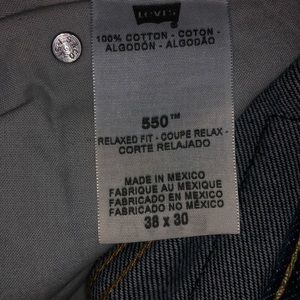 LEVI'S
100% COTTON - COTON -
ALGODÓN - ALGODÃO
550™
RELAXED FIT - COUPE RELAX -
CORTE RELAJADO
MADE IN MEXICO
FABRIQUE AU MEXIQUE
FABRICADO EN MEXICO
FABRICADO NO MÉXICO
38 x 30